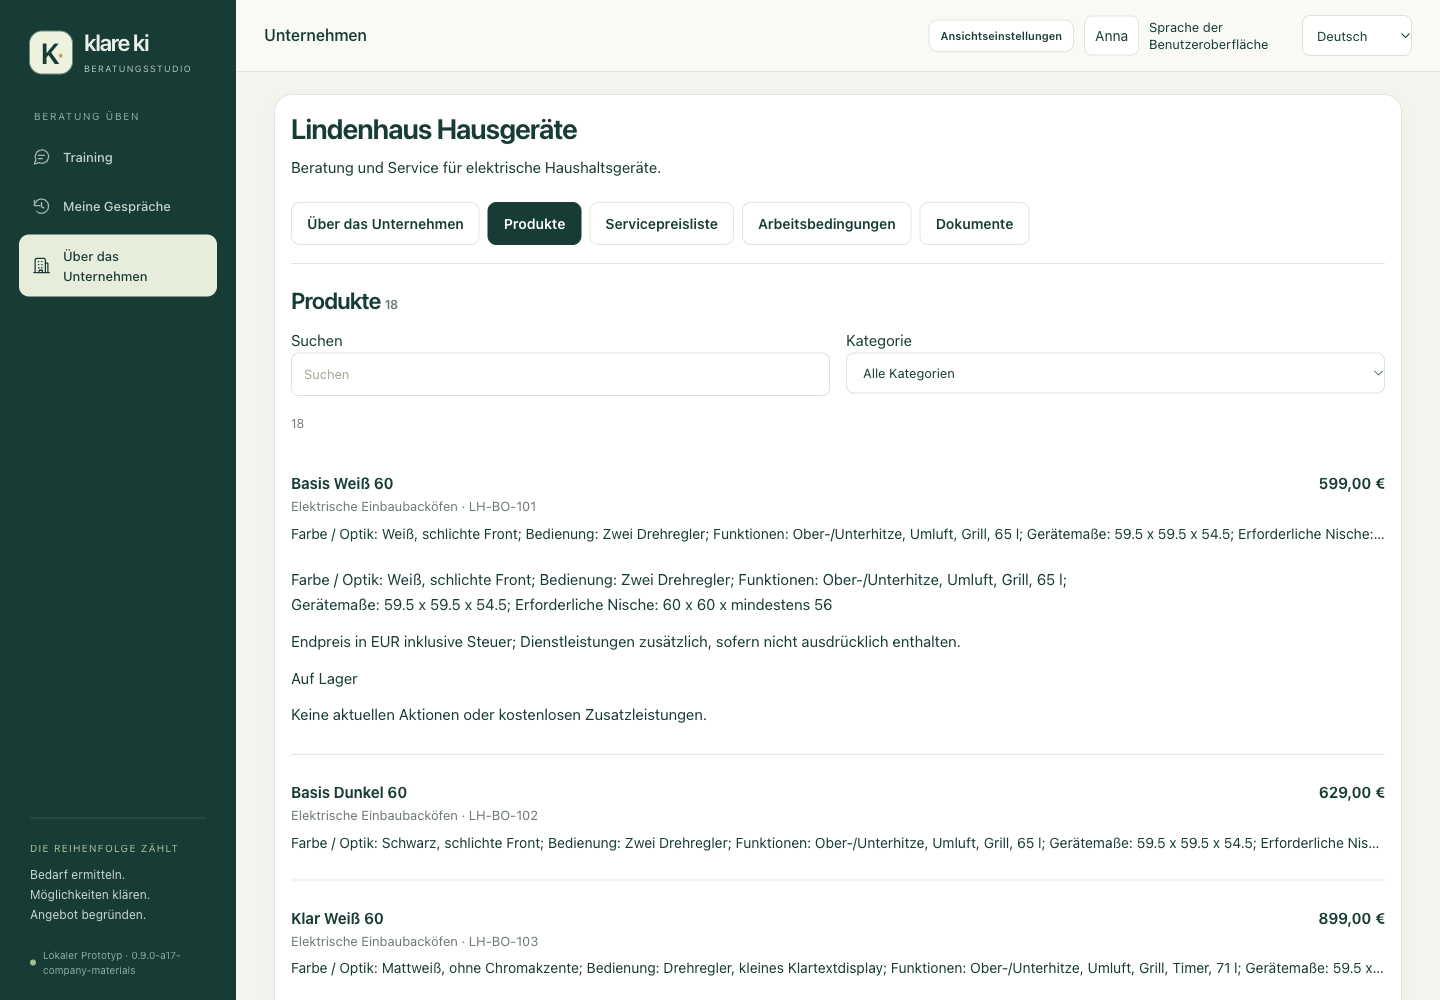 K
klare ki
BERATUNGSSTUDIO
BERATUNG ÜBEN
Training
Meine Gespräche
Über das
Unternehmen
DIE REIHENFOLGE ZÄHLT
Bedarf ermitteln.
Möglichkeiten klären.
Angebot begründen.
Lokaler Prototyp · 0.9.0-a17-
company-materials
Unternehmen
Ansichtseinstellungen
Anna
Sprache der
Benutzeroberfläche
Deutsch
Lindenhaus Hausgeräte
Beratung und Service für elektrische Haushaltsgeräte.
Über das Unternehmen
Produkte
Servicepreisliste
Arbeitsbedingungen
Dokumente
Produkte 18
Suchen
Kategorie
Suchen
Alle Kategorien
18
Basis Weiß 60 599,00 €
Elektrische Einbaubacköfen · LH-BO-101
Farbe / Optik: Weiß, schlichte Front; Bedienung: Zwei Drehregler; Funktionen: Ober-/Unterhitze, Umluft, Grill, 65 l; Gerätemaße: 59.5 x 59.5 x 54.5; Erforderliche Nische:...
Farbe / Optik: Weiß, schlichte Front; Bedienung: Zwei Drehregler; Funktionen: Ober-/Unterhitze, Umluft, Grill, 65 l;
Gerätemaße: 59.5 x 59.5 x 54.5; Erforderliche Nische: 60 x 60 x mindestens 56
Endpreis in EUR inklusive Steuer; Dienstleistungen zusätzlich, sofern nicht ausdrücklich enthalten.
Auf Lager
Keine aktuellen Aktionen oder kostenlosen Zusatzleistungen.
Basis Dunkel 60 629,00 €
Elektrische Einbaubacköfen · LH-BO-102
Farbe / Optik: Schwarz, schlichte Front; Bedienung: Zwei Drehregler; Funktionen: Ober-/Unterhitze, Umluft, Grill, 65 l; Gerätemaße: 59.5 x 59.5 x 54.5; Erforderliche Nis...
Klar Weiß 60 899,00 €
Elektrische Einbaubacköfen · LH-BO-103
Farbe / Optik: Mattweiß, ohne Chromakzente; Bedienung: Drehregler, kleines Klartextdisplay; Funktionen: Ober-/Unterhitze, Umluft, Grill, Timer, 71 l; Gerätemaße: 59.5 x...